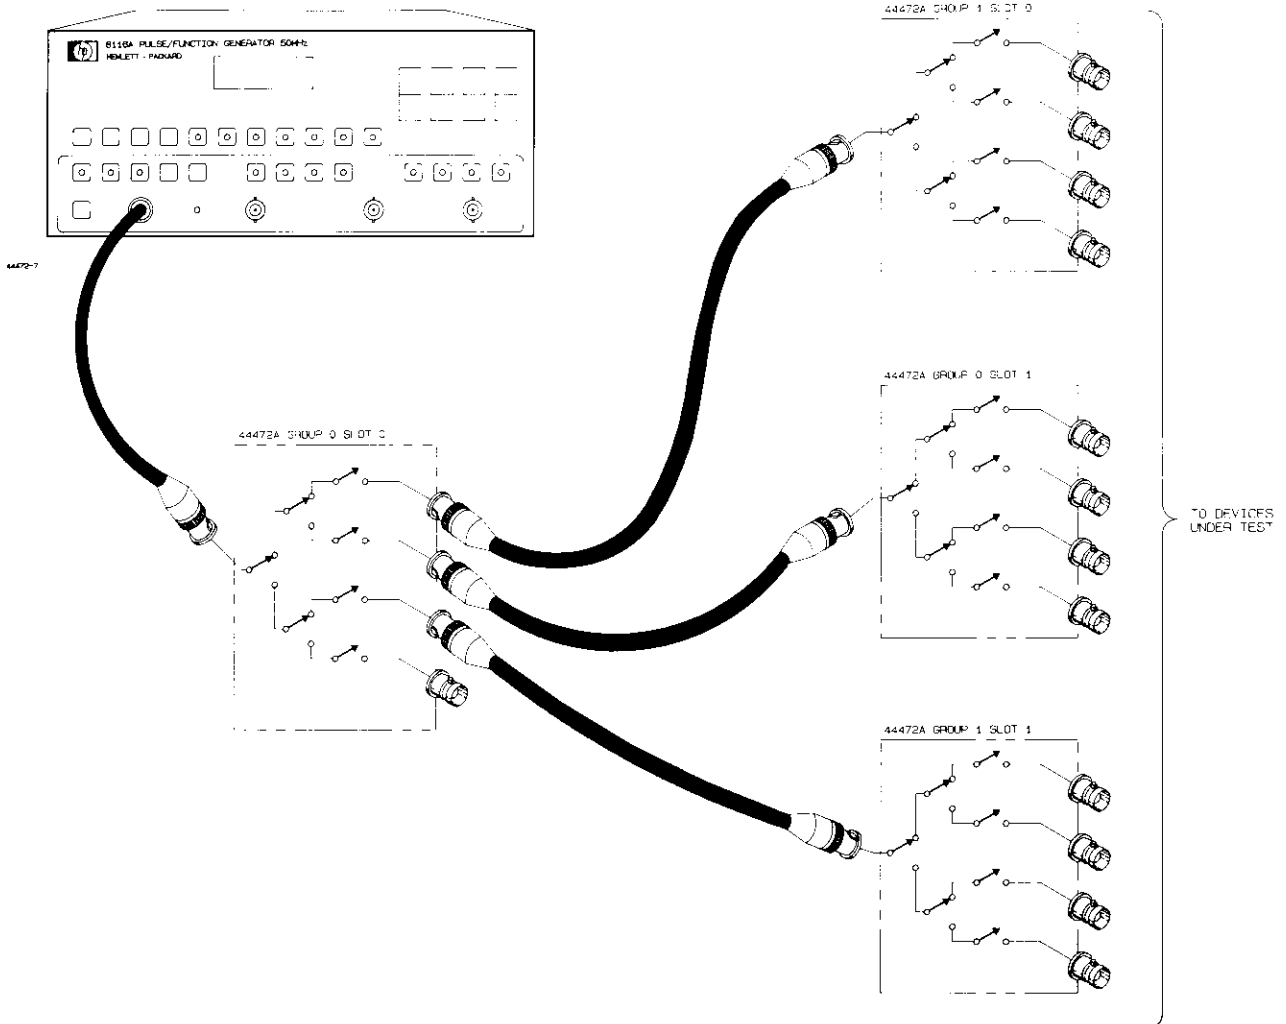 44472A GROUP 1 SLOT 0
hp
8116A PULSE/FUNCTION GENERATOR 50MHz
HEWLETT - PACKARD
44472-7
44472A GROUP 0 SLOT 1
44472A GROUP 0 SLOT 0
TO DEVICES
UNDER TEST
44472A GROUP 1 SLOT 1